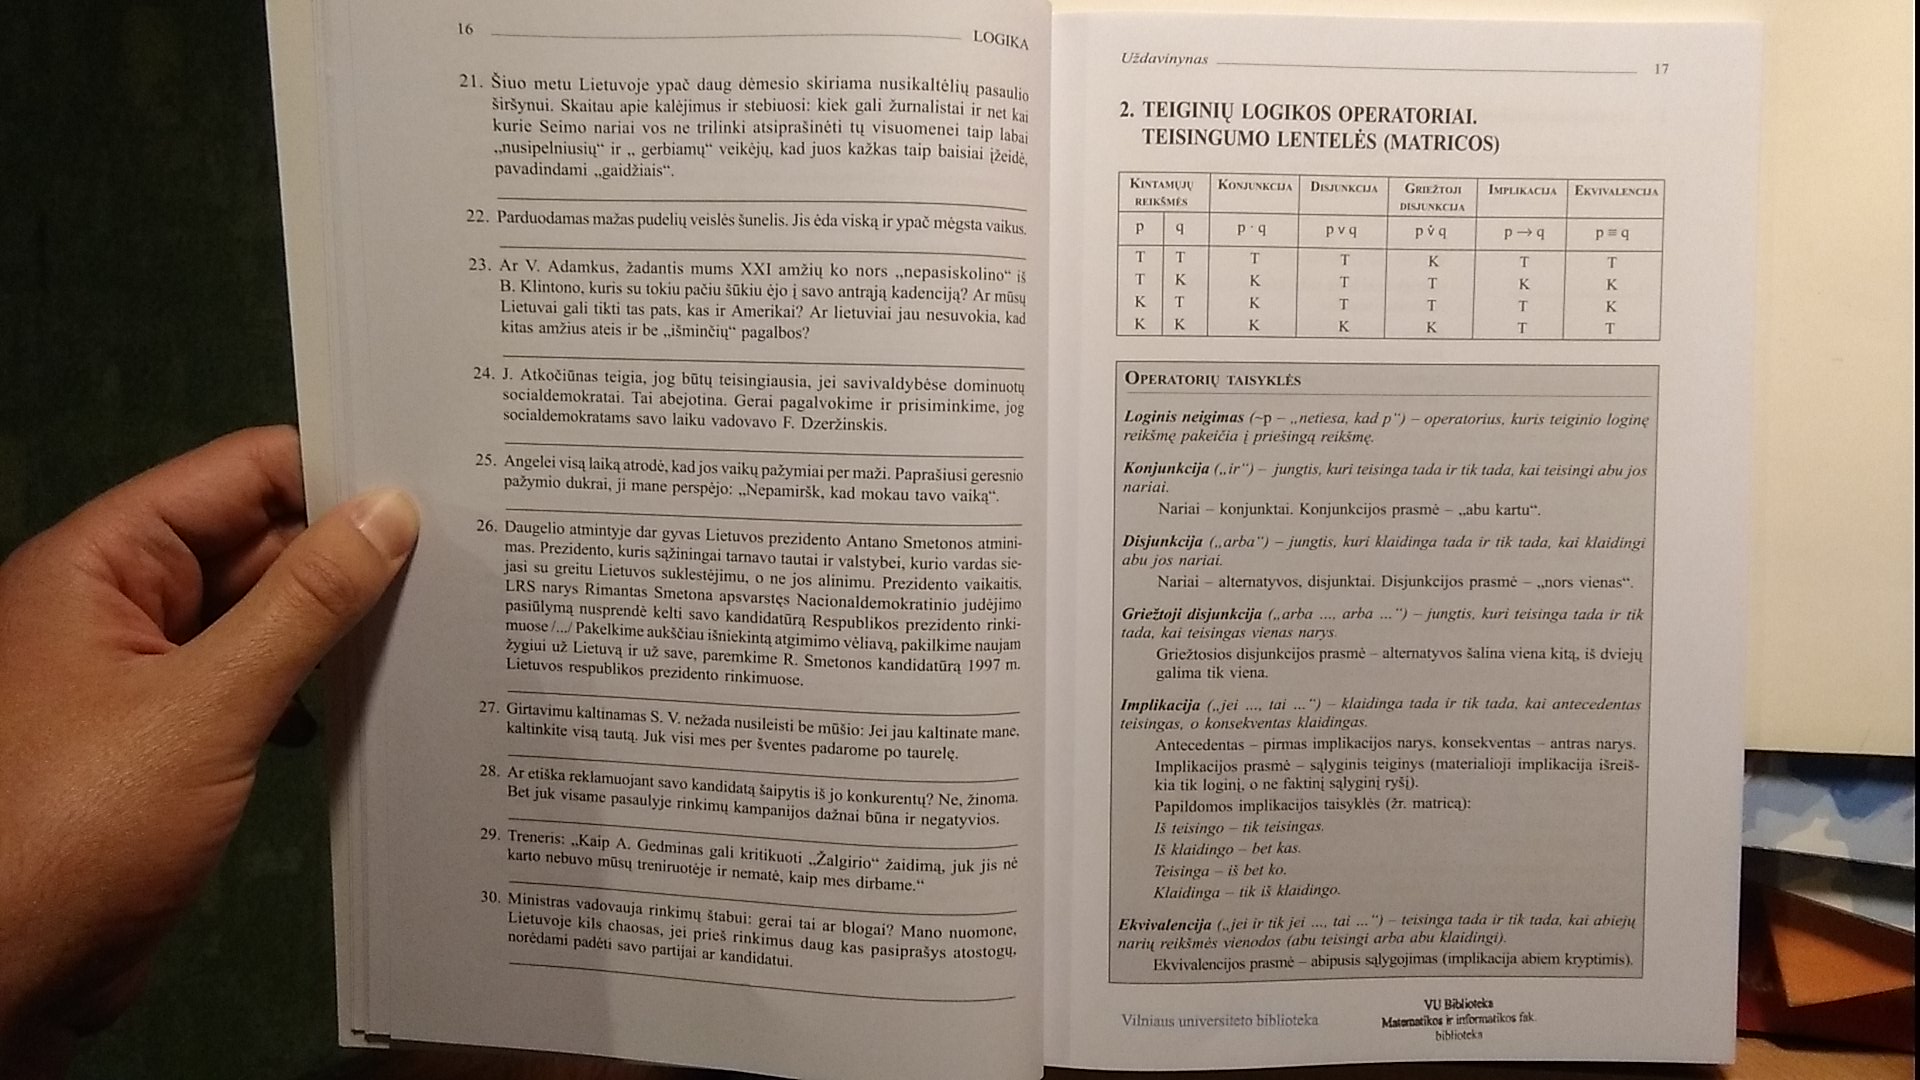 16 LOGIKA
21. Šiuo metu Lietuvoje ypač daug dėmesio skiriama nusikaltėlių pasaulio
širšynui. Skaitau apie kalėjimus ir stebiuosi: kiek gali žurnalistai ir net kai
kurie Seimo nariai vos ne trilinki atsiprašinėti tų visuomenei taip labai
„nusipelniusių“ ir „ gerbiamų“ veikėjų, kad juos kažkas taip baisiai įžeidė,
pavadindami „gaidžiais“.
22. Parduodamas mažas pudelių veislės šunelis. Jis ėda viską ir ypač mėgsta vaikus.
23. Ar V. Adamkus, žadantis mums XXI amžių ko nors „nepasiskolino“ iš
B. Klintono, kuris su tokiu pačiu šūkiu ėjo į savo antrąją kadenciją? Ar mūsų
Lietuvai gali tikti tas pats, kas ir Amerikai? Ar lietuviai jau nesuvokia, kad
kitas amžius ateis ir be „išminčių“ pagalbos?
24. J. Atkočiūnas teigia, jog būtų teisingiausia, jei savivaldybėse dominuotų
socialdemokratai. Tai abejotina. Gerai pagalvokime ir prisiminkime, jog
socialdemokratams savo laiku vadovavo F. Dzeržinskis.
25. Angelei visą laiką atrodė, kad jos vaikų pažymiai per maži. Paprašiusi geresnio
pažymio dukrai, ji mane perspėjo: „Nepamiršk, kad mokau tavo vaiką“.
26. Daugelio atmintyje dar gyvas Lietuvos prezidento Antano Smetonos atmini-
mas. Prezidento, kuris sąžiningai tarnavo tautai ir valstybei, kurio vardas sie-
jasi su greitu Lietuvos suklestėjimu, o ne jos alinimu. Prezidento vaikaitis,
LRS narys Rimantas Smetona apsvarstęs Nacionaldemokratinio judėjimo
pasiūlymą nusprendė kelti savo kandidatūrą Respublikos prezidento rinki-
muose /.../ Pakelkime aukščiau išniekintą atgimimo vėliavą, pakilkime naujam
žygiui už Lietuvą ir už save, paremkime R. Smetonos kandidatūrą 1997 m.
Lietuvos respublikos prezidento rinkimuose.
27. Girtavimu kaltinamas S. V. nežada nusileisti be mūšio: Jei jau kaltinate mane,
kaltinkite visą tautą. Juk visi mes per šventes padarome po taurelę.
28. Ar etiška reklamuojant savo kandidatą šaipytis iš jo konkurentų? Ne, žinoma.
Bet juk visame pasaulyje rinkimų kampanijos dažnai būna ir negatyvios.
29. Treneris: „Kaip A. Gedminas gali kritikuoti „Žalgirio“ žaidimą, juk jis nė
karto nebuvo mūsų treniruotėje ir nematė, kaip mes dirbame.“
30. Ministras vadovauja rinkimų štabui: gerai tai ar blogai? Mano nuomone,
Lietuvoje kils chaosas, jei prieš rinkimus daug kas pasiprašys atostogų,
norėdami padėti savo partijai ar kandidatui.
Uždavinynas 17
2. TEIGINIŲ LOGIKOS OPERATORIAI.
TEISINGUMO LENTELĖS (MATRICOS)
KINTAMŲJŲ REIKŠMĖS KONJUNKCIJA DISJUNKCIJA GRIEŽTOJI DISJUNKCIJA IMPLIKACIJA EKVIVALENCIJA
p q p · q p v q p v̇ q p → q p ≡ q
T T T T K T T
T K K T T K K
K T K T T T K
K K K K K T T
OPERATORIŲ TAISYKLĖS
Loginis neigimas (~p – „netiesa, kad p“) – operatorius, kuris teiginio loginę
reikšmę pakeičia į priešingą reikšmę.
Konjunkcija („ir“) – jungtis, kuri teisinga tada ir tik tada, kai teisingi abu jos
nariai.
Nariai – konjunktai. Konjunkcijos prasmė – „abu kartu“.
Disjunkcija („arba“) – jungtis, kuri klaidinga tada ir tik tada, kai klaidingi
abu jos nariai.
Nariai – alternatyvos, disjunktai. Disjunkcijos prasmė – „nors vienas“.
Griežtoji disjunkcija („arba ..., arba ...“) – jungtis, kuri teisinga tada ir tik
tada, kai teisingas vienas narys.
Griežtosios disjunkcijos prasmė – alternatyvos šalina viena kitą, iš dviejų
galima tik viena.
Implikacija („jei ..., tai ...“) – klaidinga tada ir tik tada, kai antecedentas
teisingas, o konsekventas klaidingas.
Antecedentas – pirmas implikacijos narys, konsekventas – antras narys.
Implikacijos prasmė – sąlyginis teiginys (materialioji implikacija išreiš-
kia tik loginį, o ne faktinį sąlyginį ryšį).
Papildomos implikacijos taisyklės (žr. matricą):
Iš teisingo – tik teisingas.
Iš klaidingo – bet kas.
Teisinga – iš bet ko.
Klaidinga – tik iš klaidingo.
Ekvivalencija („jei ir tik jei ..., tai ...“) – teisinga tada ir tik tada, kai abiejų
narių reikšmės vienodos (abu teisingi arba abu klaidingi).
Ekvivalencijos prasmė – abipusis sąlygojimas (implikacija abiem kryptimis).
Vilniaus universiteto biblioteka
VU Biblioteka
Matematikos ir informatikos fak.
biblioteka